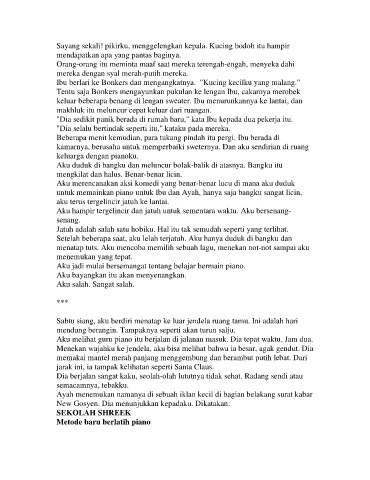 Sayang sekali! pikirku, menggelengkan kepala. Kucing bodoh itu hampir
mendapatkan apa yang pantas baginya.
Orang-orang itu meminta maaf saat mereka terengah-engah, menyeka dahi
mereka dengan syal merah-putih mereka.
Ibu berlari ke Bonkers dan mengangkatnya. "Kucing kecilku yang malang."
Tentu saja Bonkers mengayunkan pukulan ke lengan Ibu, cakarnya merobek
keluar beberapa benang di lengan sweater. Ibu menurunkannya ke lantai, dan
makhluk itu meluncur cepat keluar dari ruangan.
"Dia sedikit panik berada di rumah baru," kata Ibu kepada dua pekerja itu.
"Dia selalu bertindak seperti itu," kataku pada mereka.
Beberapa menit kemudian, para tukang pindah itu pergi. Ibu berada di
kamarnya, berusaha untuk memperbaiki sweternya. Dan aku sendirian di ruang
keluarga dengan pianoku.
Aku duduk di bangku dan meluncur bolak-balik di atasnya. Bangku itu
mengkilat dan halus. Benar-benar licin.
Aku merencanakan aksi komedi yang benar-benar lucu di mana aku duduk
untuk memainkan piano untuk Ibu dan Ayah, hanya saja bangku sangat licin,
aku terus tergelincir jatuh ke lantai.
Aku hampir tergelincir dan jatuh untuk sementara waktu. Aku bersenang-
senang.
Jatuh adalah salah satu hobiku. Hal itu tak semudah seperti yang terlihat.
Setelah beberapa saat, aku lelah terjatuh. Aku hanya duduk di bangku dan
menatap tuts. Aku mencoba memilih sebuah lagu, menekan not-not sampai aku
menemukan yang tepat.
Aku jadi mulai bersemangat tentang belajar bermain piano.
Aku bayangkan itu akan menyenangkan.
Aku salah. Sangat salah.
***
Sabtu siang, aku berdiri menatap ke luar jendela ruang tamu. Ini adalah hari
mendung berangin. Tampaknya seperti akan turun salju.
Aku melihat guru piano itu berjalan di jalanan masuk. Dia tepat waktu. Jam dua.
Menekan wajahku ke jendela, aku bisa melihat bahwa ia besar, agak gendut. Dia
memakai mantel merah panjang menggembung dan berambut putih lebat. Dari
jarak ini, ia tampak kelihatan seperti Santa Claus.
Dia berjalan sangat kaku, seolah-olah lututnya tidak sehat. Radang sendi atau
semacamnya, tebakku.
Ayah menemukan namanya di sebuah iklan kecil di bagian belakang surat kabar
New Gosyen. Dia menunjukkan kepadaku. Dikatakan:
SEKOLAH SHREEK
Metode baru berlatih piano